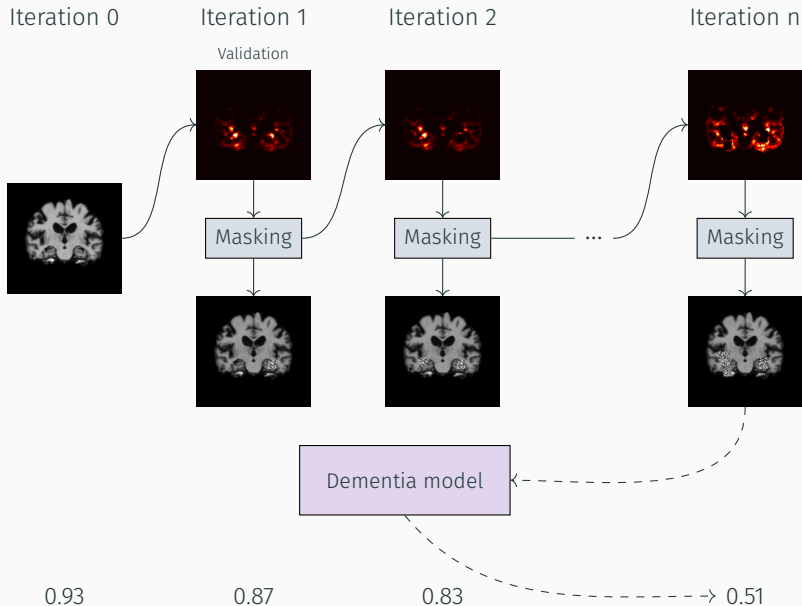 Iteration 0
Iteration 1
Iteration 2
Iteration n
Validation
Masking
Masking
...
Masking
Dementia model
0.93
0.87
0.83
0.51